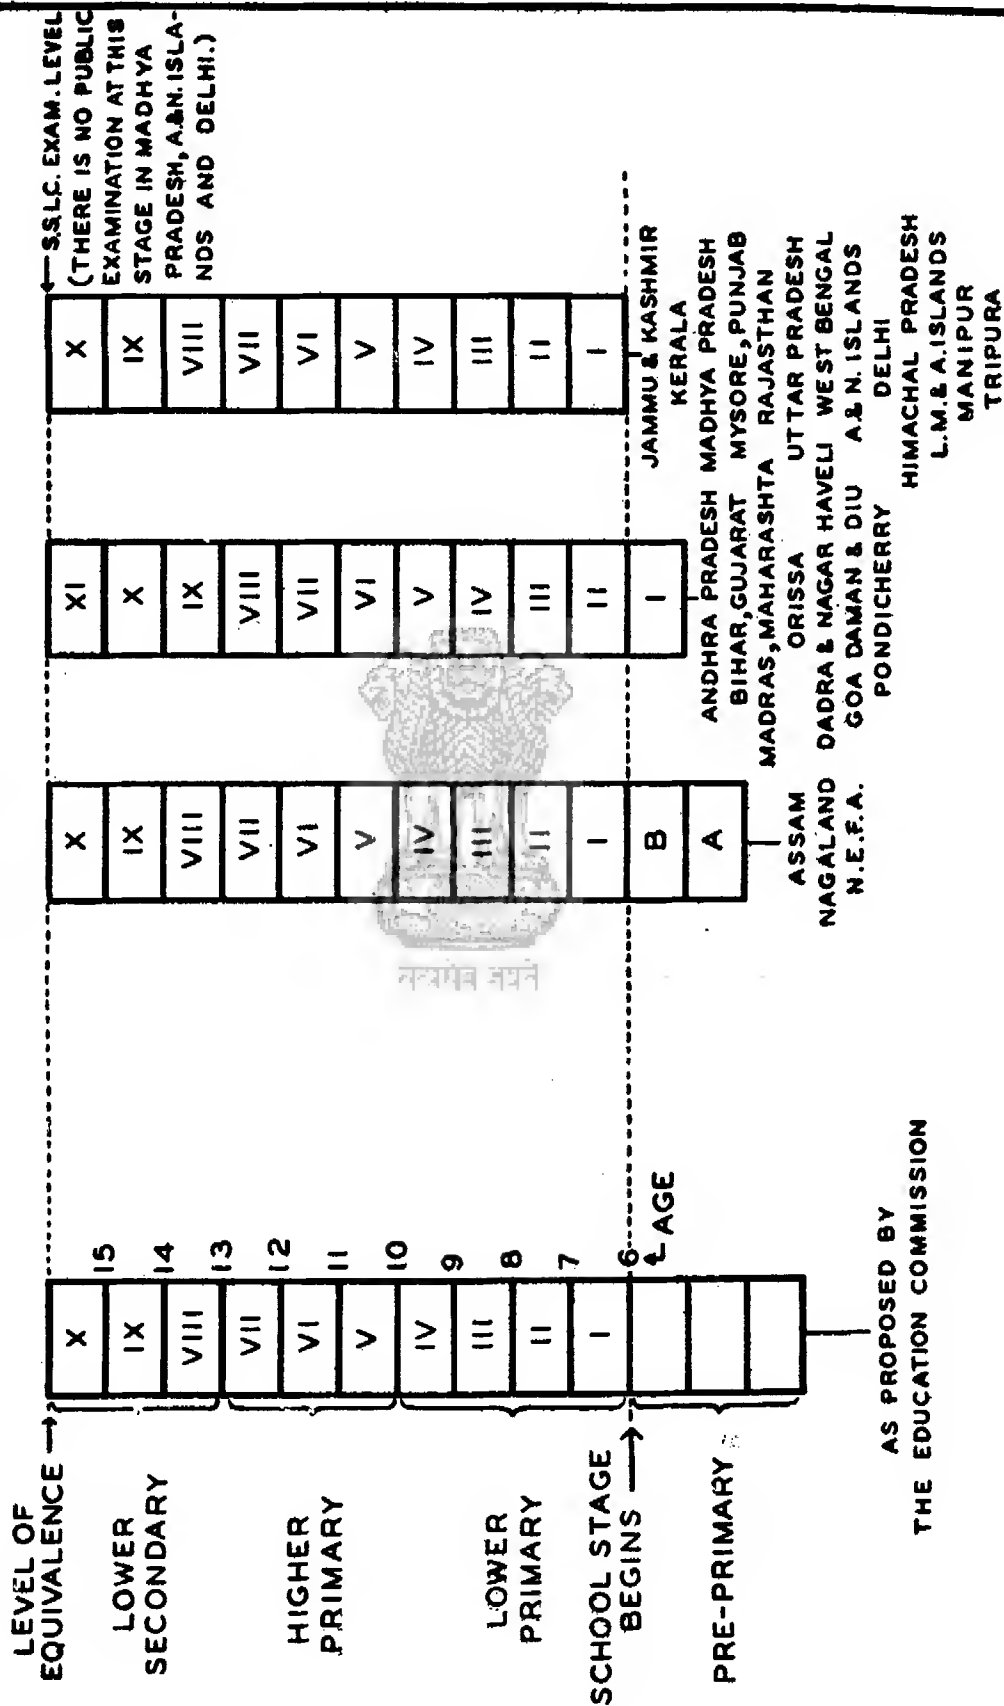 LEVEL OF
EQUIVALENCE →
LOWER
SECONDARY
HIGHER
PRIMARY
LOWER
PRIMARY
SCHOOL STAGE
BEGINS →
PRE-PRIMARY
X
IX
VIII
VII
VI
V
IV
III
II
I
15
14
13
12
11
10
9
8
7
6
AGE
AS PROPOSED BY
THE EDUCATION COMMISSION
X
IX
VIII
VII
VI
V
IV
III
II
I
B
A
ASSAM
NAGALAND
N.E.F.A.
XI
X
IX
VIII
VII
VI
V
IV
III
II
I
ANDHRA PRADESH
BIHAR, GUJARAT
MADRAS, MAHARASHTA
ORISSA
DADRA & NAGAR HAVELI
GOA DAMAN & DIU
PONDICHERRY
X
IX
VIII
VII
VI
V
IV
III
II
I
JAMMU & KASHMIR
KERALA
MADHYA PRADESH
MYSORE, PUNJAB
RAJASTHAN
UTTAR PRADESH
WEST BENGAL
A.& N. ISLANDS
DELHI
HIMACHAL PRADESH
L.M.& A. ISLANDS
MANIPUR
TRIPURA
← S.S.L.C. EXAM. LEVEL
(THERE IS NO PUBLIC
EXAMINATION AT THIS
STAGE IN MADHYA
PRADESH, A.&N. ISLA-
NDS AND DELHI.)
सत्यमेव जयते